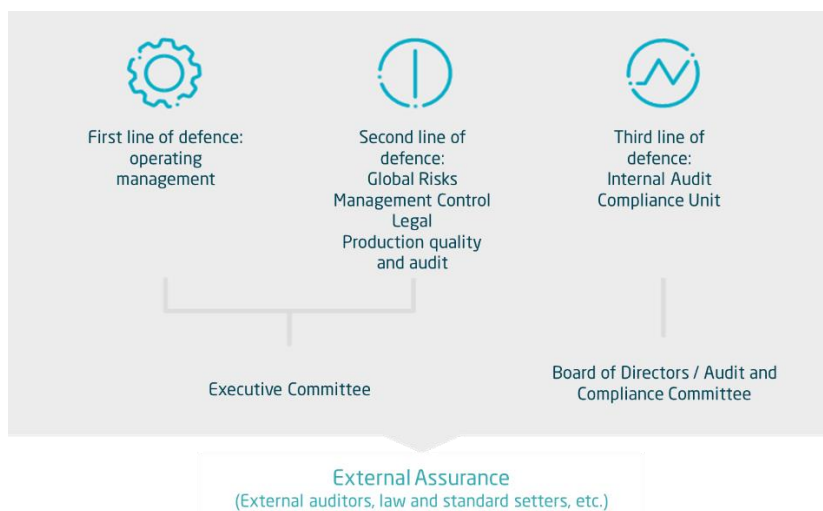 First line of defence:
operating
management
Second line of
defence:
Global Risks
Management Control
Legal
Production quality
and audit
Third line of
defence:
Internal Audit
Compliance Unit
Executive Committee
Board of Directors / Audit and
Compliance Committee
External Assurance
(External auditors, law and standard setters, etc.)